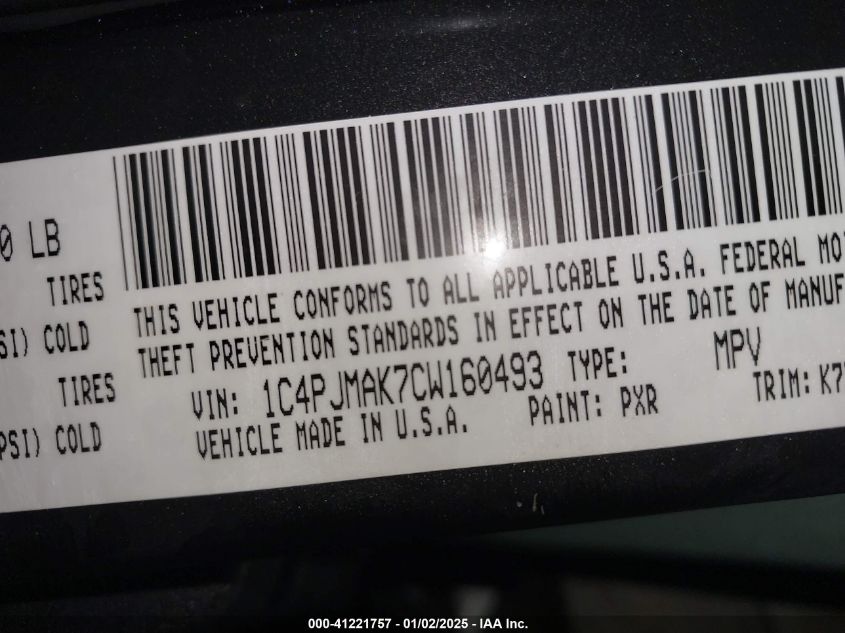 0 LB
TIRES
SI) COLD
TIRES
PSI) COLD
THIS VEHICLE CONFORMS TO ALL APPLICABLE U.S.A. FEDERAL MOT
THEFT PREVENTION STANDARDS IN EFFECT ON THE DATE OF MANUF
VIN: 1C4PJMAK7CW160493 TYPE: MPV
VEHICLE MADE IN U.S.A. PAINT: PXR TRIM: K7
000-41221757 - 01/02/2025 - IAA Inc.